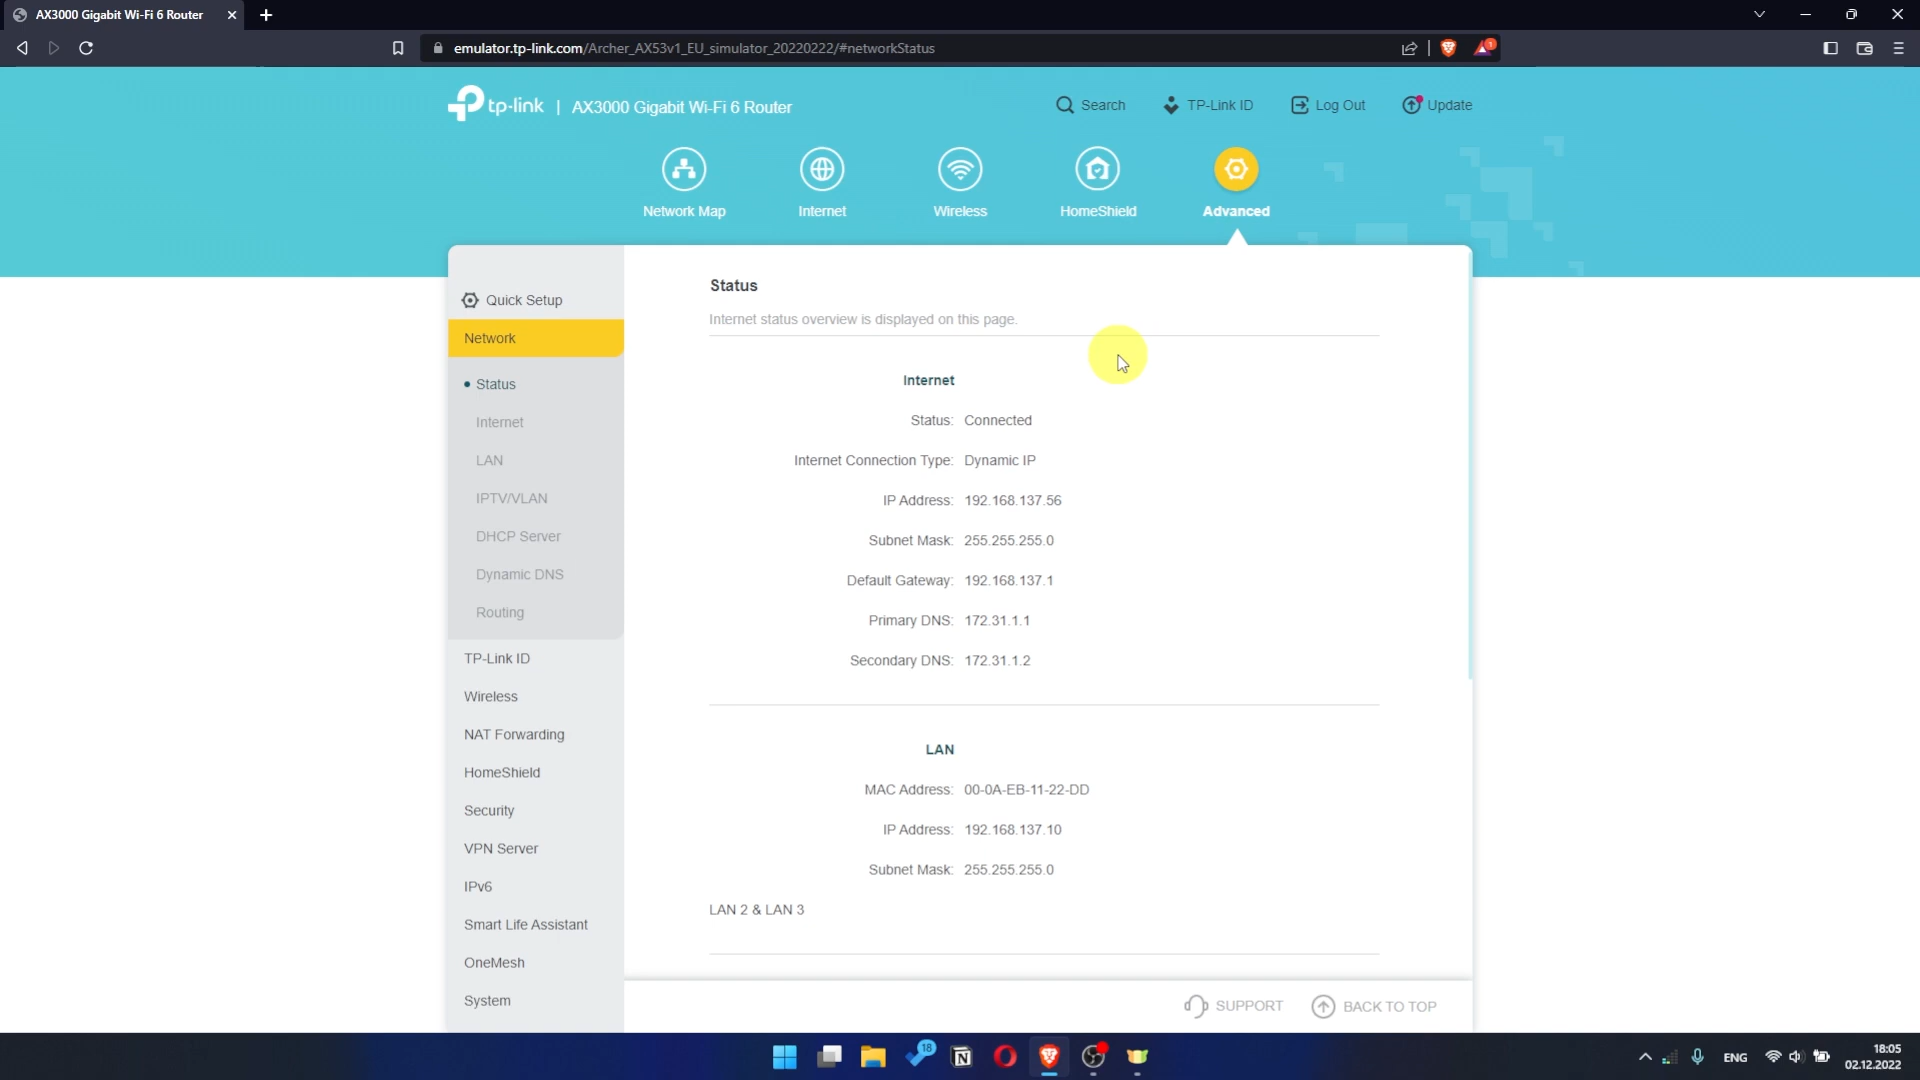 AX3000 Gigabit Wi-Fi 6 Router
emulator.tp-link.com/Archer_AX53v1_EU_simulator_20220222/#networkStatus
1
tp-link | AX3000 Gigabit Wi-Fi 6 Router
Search
TP-Link ID
Log Out
Update
Network Map
Internet
Wireless
HomeShield
Advanced
Quick Setup
Network
Status
Internet
LAN
IPTV/VLAN
DHCP Server
Dynamic DNS
Routing
TP-Link ID
Wireless
NAT Forwarding
HomeShield
Security
VPN Server
IPv6
Smart Life Assistant
OneMesh
System
Status
Internet status overview is displayed on this page.
Internet
Status: Connected
Internet Connection Type: Dynamic IP
IP Address: 192.168.137.56
Subnet Mask: 255.255.255.0
Default Gateway: 192.168.137.1
Primary DNS: 172.31.1.1
Secondary DNS: 172.31.1.2
LAN
MAC Address: 00-0A-EB-11-22-DD
IP Address: 192.168.137.10
Subnet Mask: 255.255.255.0
LAN 2 & LAN 3
SUPPORT
BACK TO TOP
18
ENG
18:05
02.12.2022